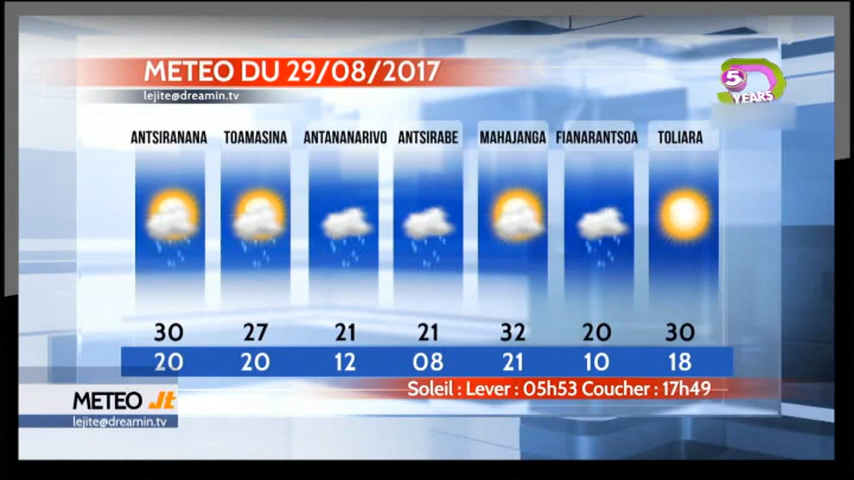 METEO DU 29/08/2017
lejite@dreamin.tv
5
YEARS
ANTSIRANANA TOAMASINA ANTANANARIVO ANTSIRABE MAHAJANGA FIANARANTSOA TOLIARA
30 27 21 21 32 20 30
20 20 12 08 21 10 18
Soleil : Lever : 05h53 Coucher : 17h49
METEO .Jt
lejite@dreamin.tv